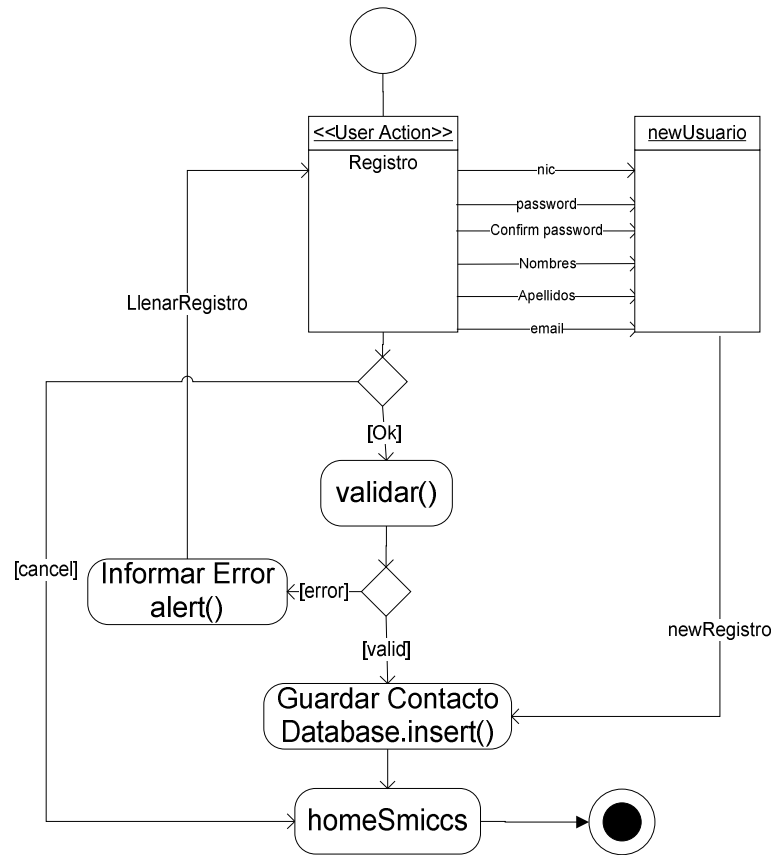 <<User Action>>
newUsuario
Registro
nic
password
Confirm password
Nombres
Apellidos
email
LlenarRegistro
[Ok]
validar()
[cancel]
Informar Error
alert()
[error]
[valid]
newRegistro
Guardar Contacto
Database.insert()
homeSmiccs